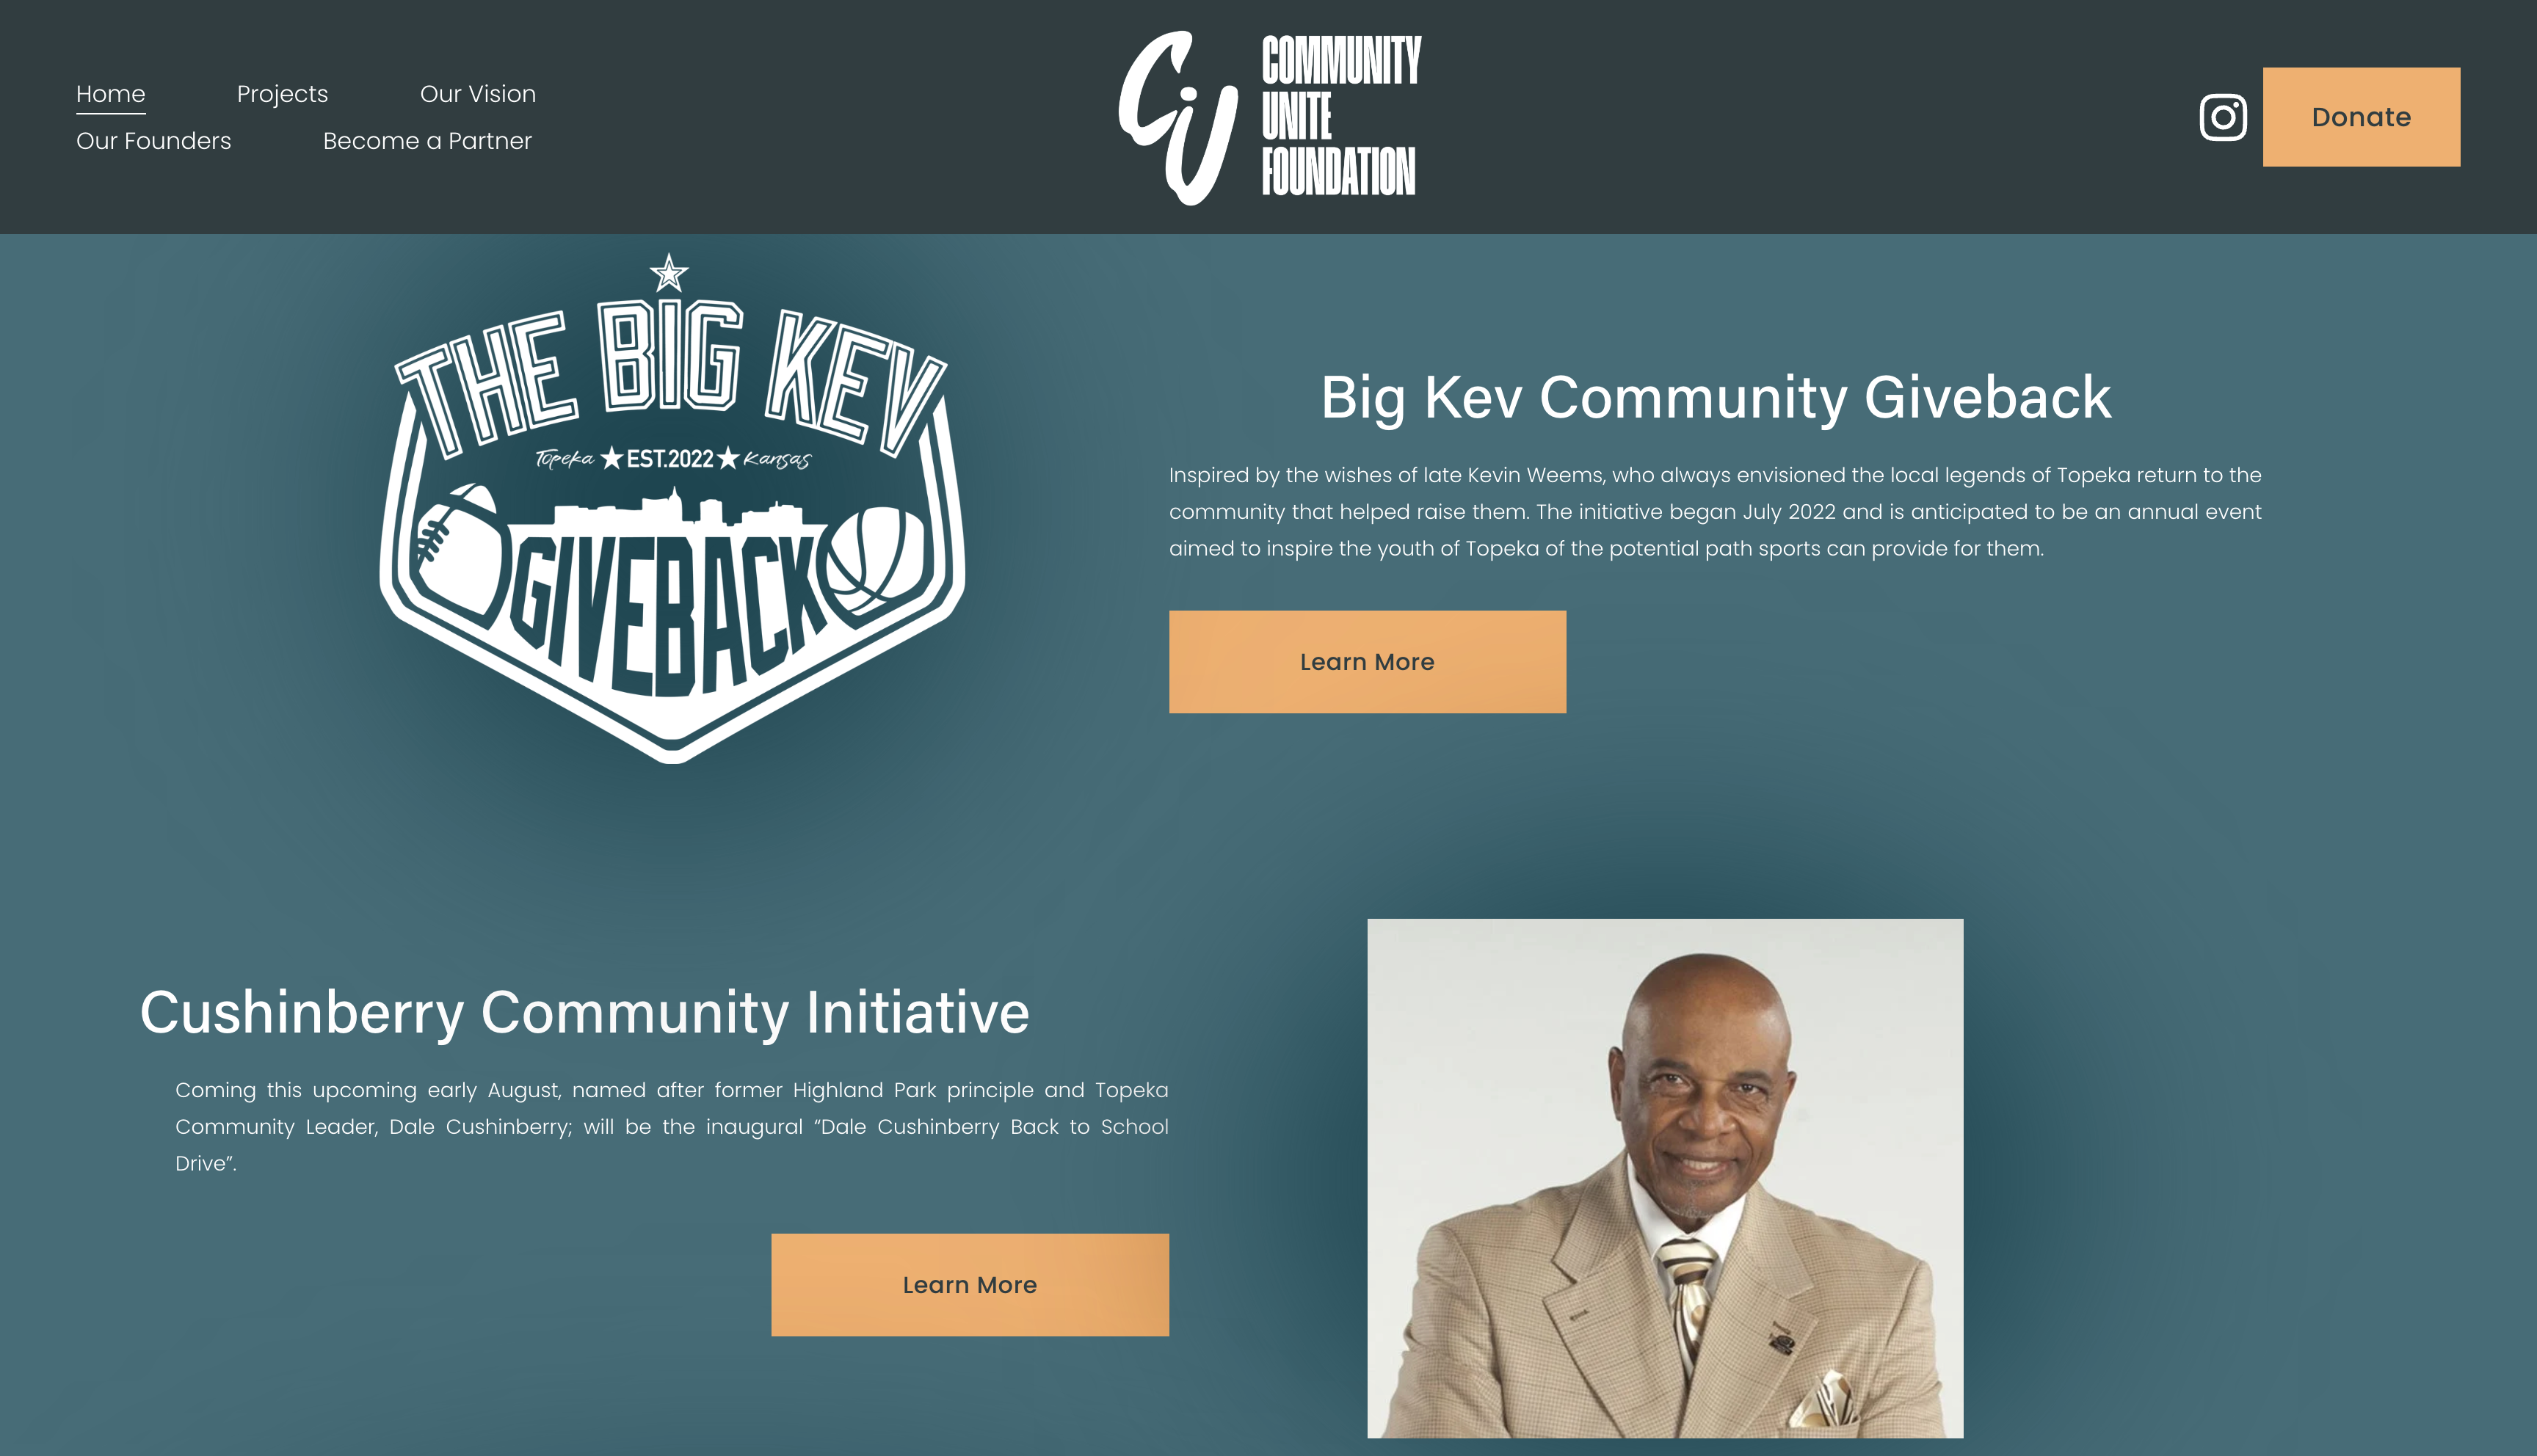 Home Projects Our Vision
Our Founders Become a Partner
CU
COMMUNITY
UNITE
FOUNDATION
Donate
THE BIG KEV
Topeka EST.2022 Kansas
GIVEBACK
Big Kev Community Giveback
Inspired by the wishes of late Kevin Weems, who always envisioned the local legends of Topeka return to the
community that helped raise them. The initiative began July 2022 and is anticipated to be an annual event
aimed to inspire the youth of Topeka of the potential path sports can provide for them.
Learn More
Cushinberry Community Initiative
Coming this upcoming early August, named after former Highland Park principle and Topeka
Community Leader, Dale Cushinberry; will be the inaugural “Dale Cushinberry Back to School
Drive”.
Learn More